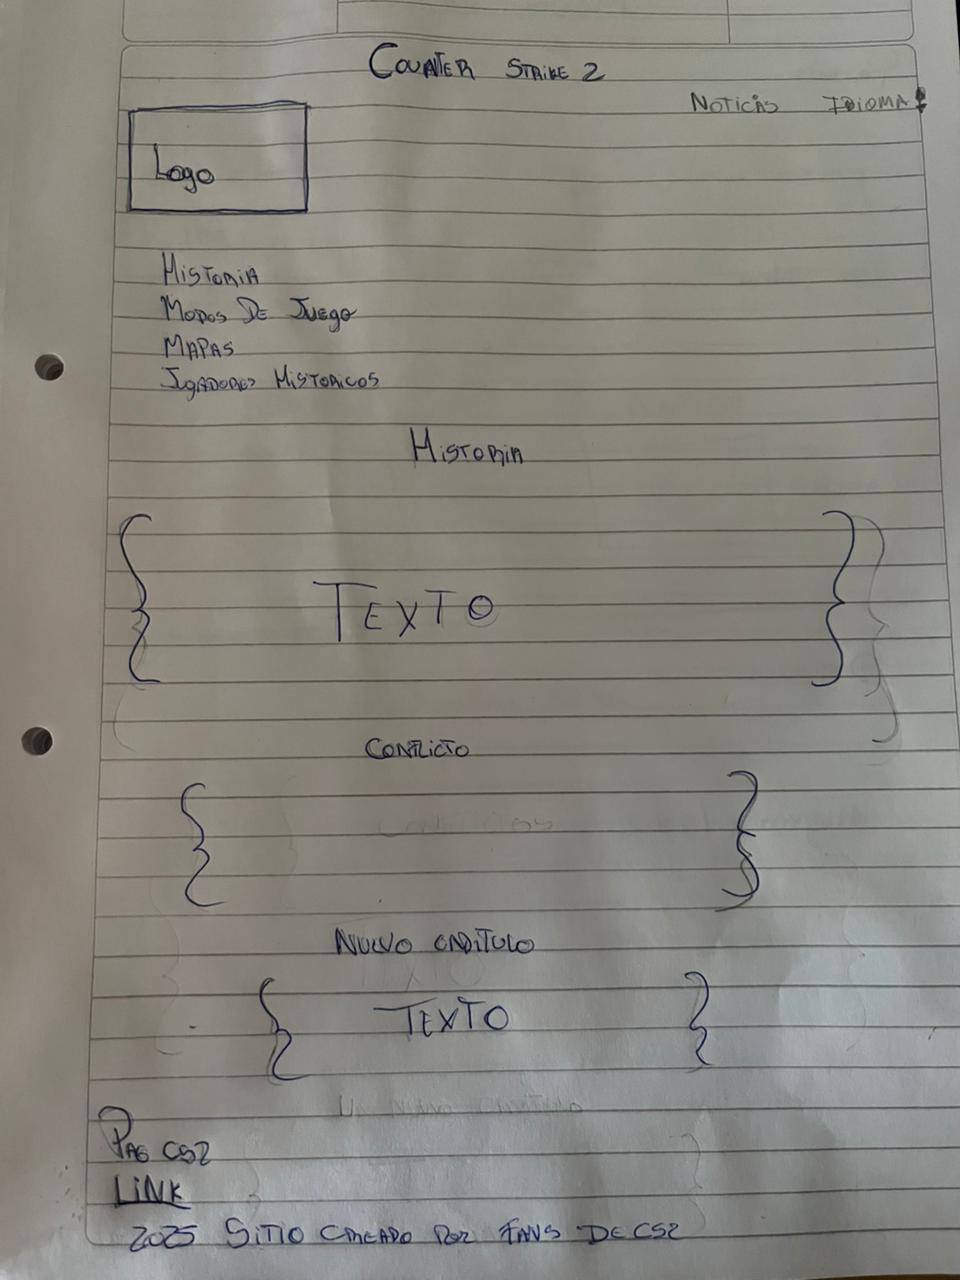 COUNTER STRIKE 2
NOTICIAS IDIOMA
Logo
HISTORIA
MODOS DE JUEGO
MAPAS
JUGADORES HISTORICOS
HISTORIA
TEXTO
CONFLICTO
NUEVO CAPITULO
TEXTO
PAG CS2
LINK
2025 SITIO CREADO POR FANS DE CS2